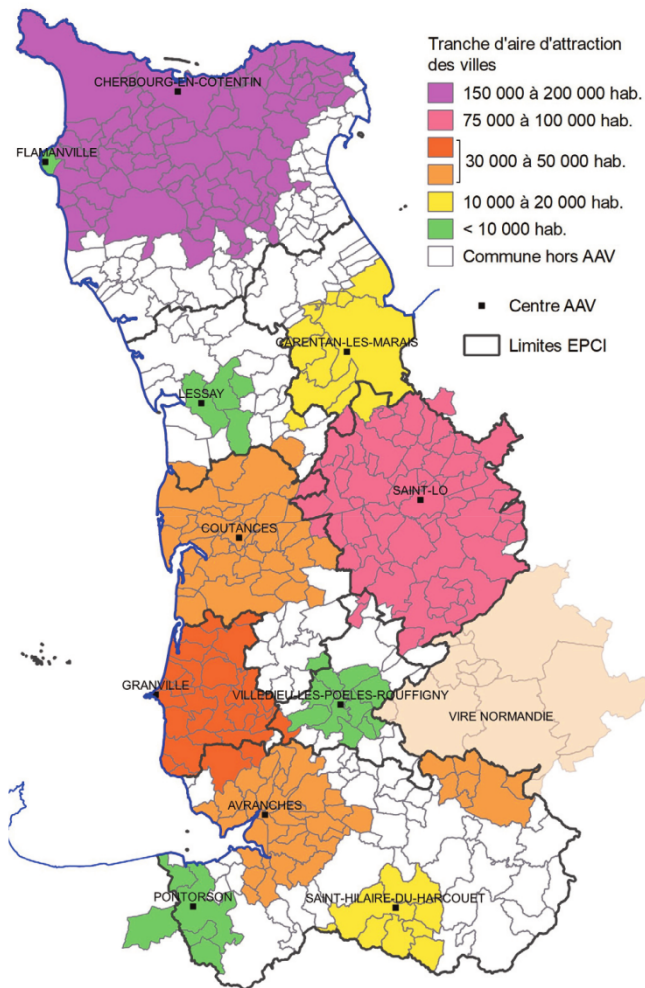 Tranche d'aire d'attraction
des villes
150 000 à 200 000 hab.
75 000 à 100 000 hab.
30 000 à 50 000 hab.
10 000 à 20 000 hab.
< 10 000 hab.
Commune hors AAV
Centre AAV
Limites EPCI
CHERBOURG-EN-COTENTIN
FLAMANVILLE
CARENTAN-LES-MARAIS
LESSAY
SAINT-LO
COUTANCES
GRANVILLE
VILLEDIEU-LES-POELES-ROUFFIGNY
VIRE NORMANDIE
AVRANCHES
PONTORSON
SAINT-HILAIRE-DU-HARCOUET